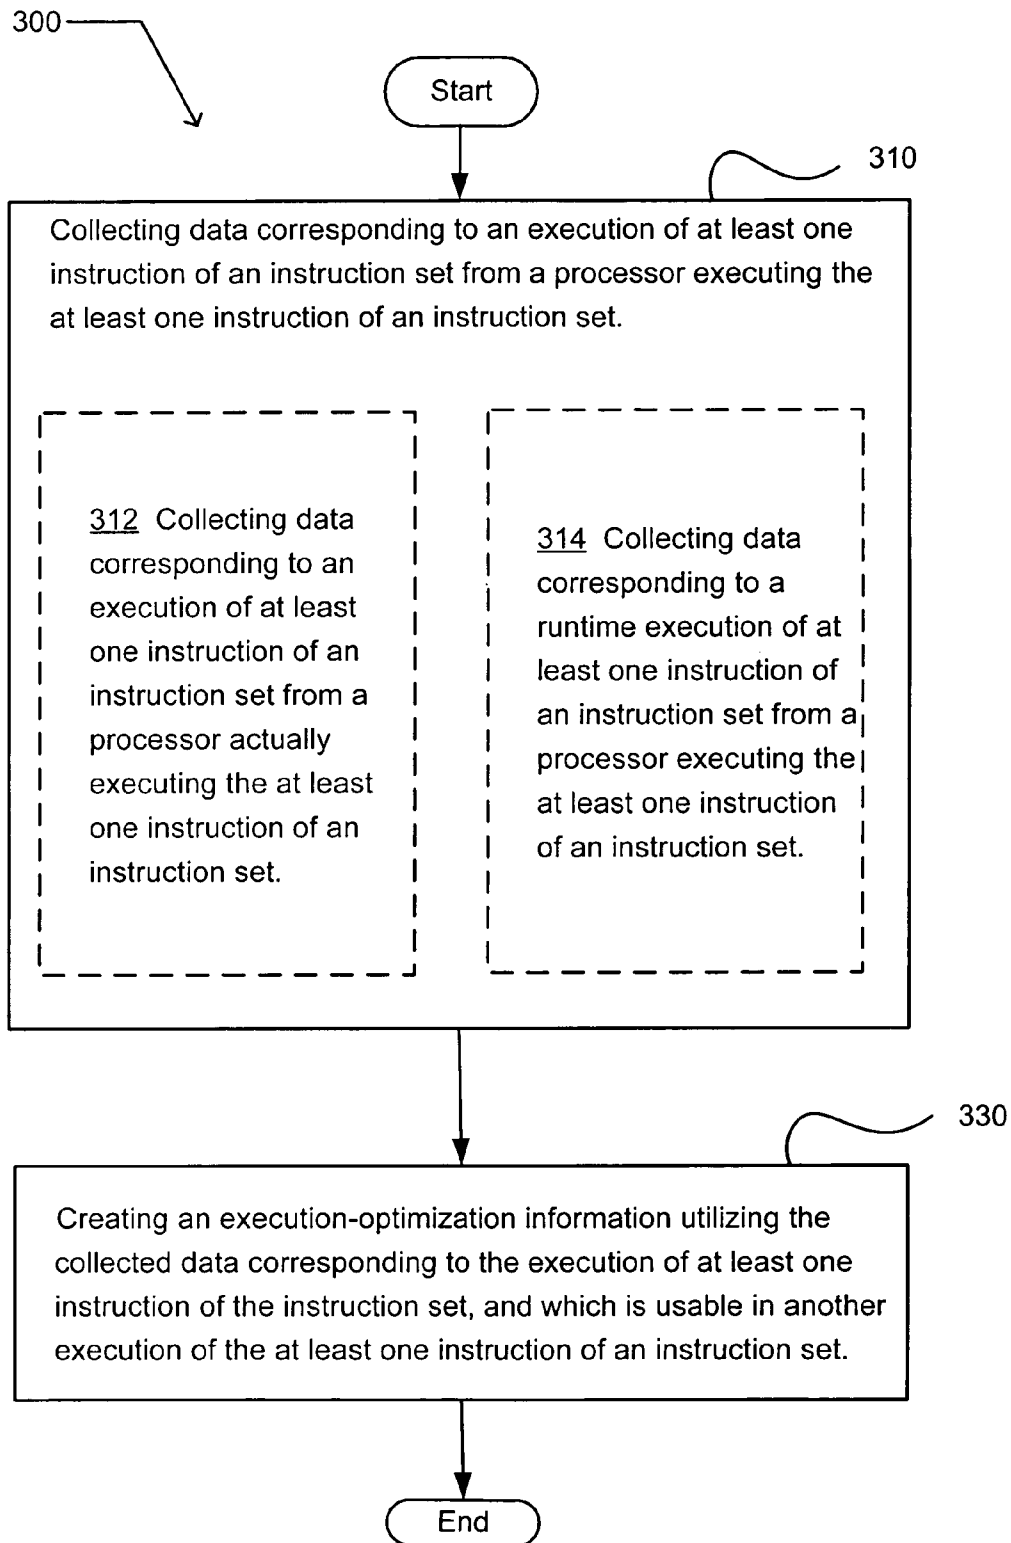 300
Start
310
Collecting data corresponding to an execution of at least one
instruction of an instruction set from a processor executing the
at least one instruction of an instruction set.
312 Collecting data
corresponding to an
execution of at least
one instruction of an
instruction set from a
processor actually
executing the at least
one instruction of an
instruction set.
314 Collecting data
corresponding to a
runtime execution of at
least one instruction of
an instruction set from a
processor executing the
at least one instruction
of an instruction set.
330
Creating an execution-optimization information utilizing the
collected data corresponding to the execution of at least one
instruction of the instruction set, and which is usable in another
execution of the at least one instruction of an instruction set.
End